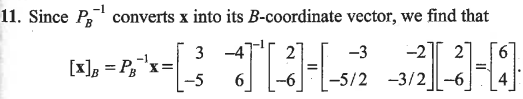 11. Since P_B^{-1} converts x into its B-coordinate vector, we find that
[x]_B = P_B^{-1}x = [3 -4; -5 6]^{-1} [2; -6] = [-3 -2; -5/2 -3/2] [2; -6] = [6; 4].